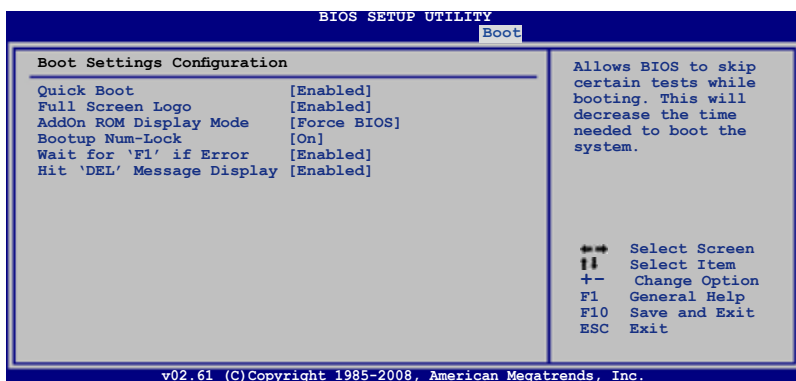 BIOS SETUP UTILITY
Boot
Boot Settings Configuration
Quick Boot [Enabled]
Full Screen Logo [Enabled]
AddOn ROM Display Mode [Force BIOS]
Bootup Num-Lock [On]
Wait for ‘F1’ if Error [Enabled]
Hit ‘DEL’ Message Display [Enabled]
Allows BIOS to skip
certain tests while
booting. This will
decrease the time
needed to boot the
system.
←→ Select Screen
↑↓ Select Item
+- Change Option
F1 General Help
F10 Save and Exit
ESC Exit
v02.61 (C)Copyright 1985-2008, American Megatrends, Inc.